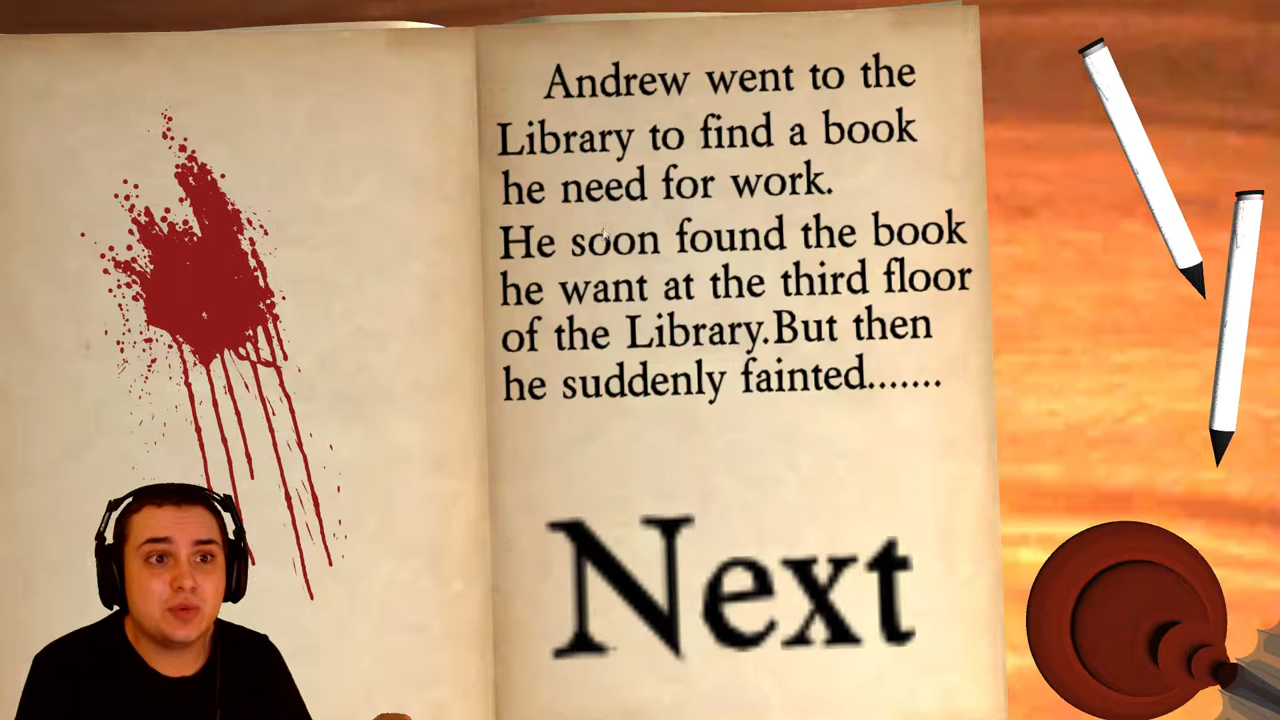 Andrew went to the
Library to find a book
he need for work.
He soon found the book
he want at the third floor
of the Library.But then
he suddenly fainted.......
Next